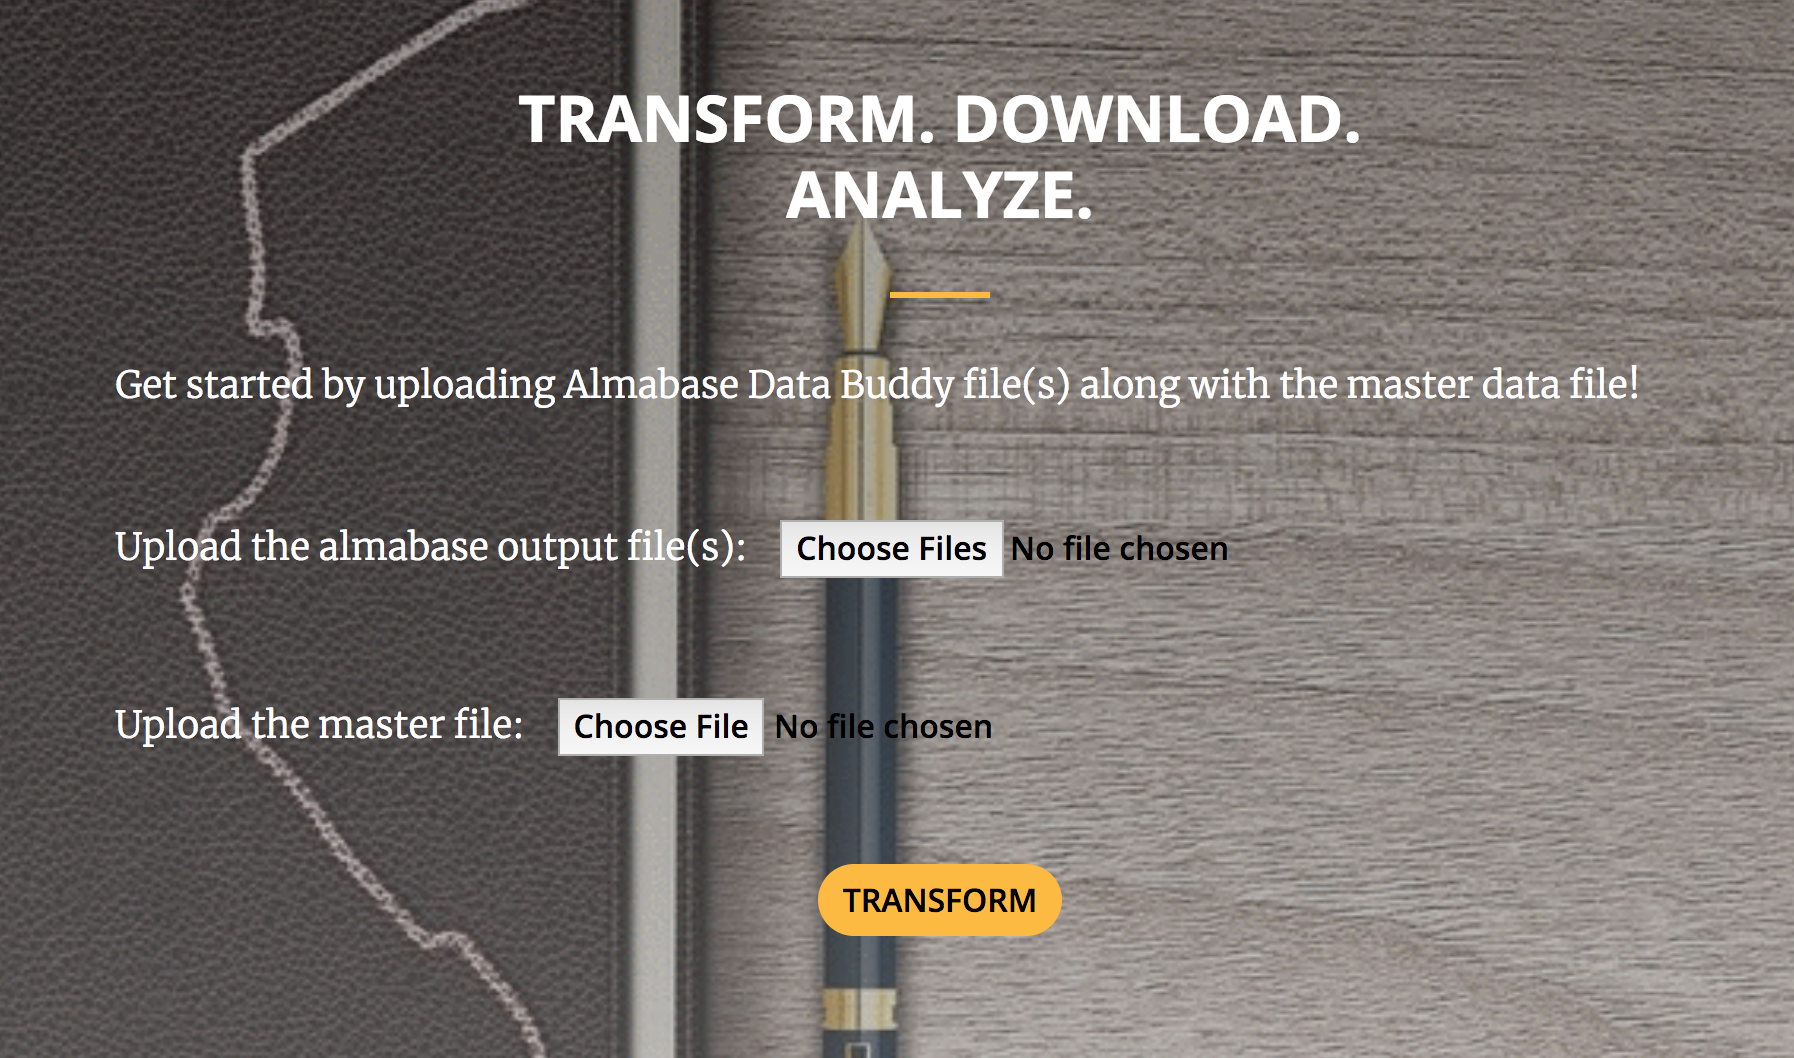 TRANSFORM. DOWNLOAD.
ANALYZE.
Get started by uploading Almabase Data Buddy file(s) along with the master data file!
Upload the almabase output file(s): Choose Files No file chosen
Upload the master file: Choose File No file chosen
TRANSFORM